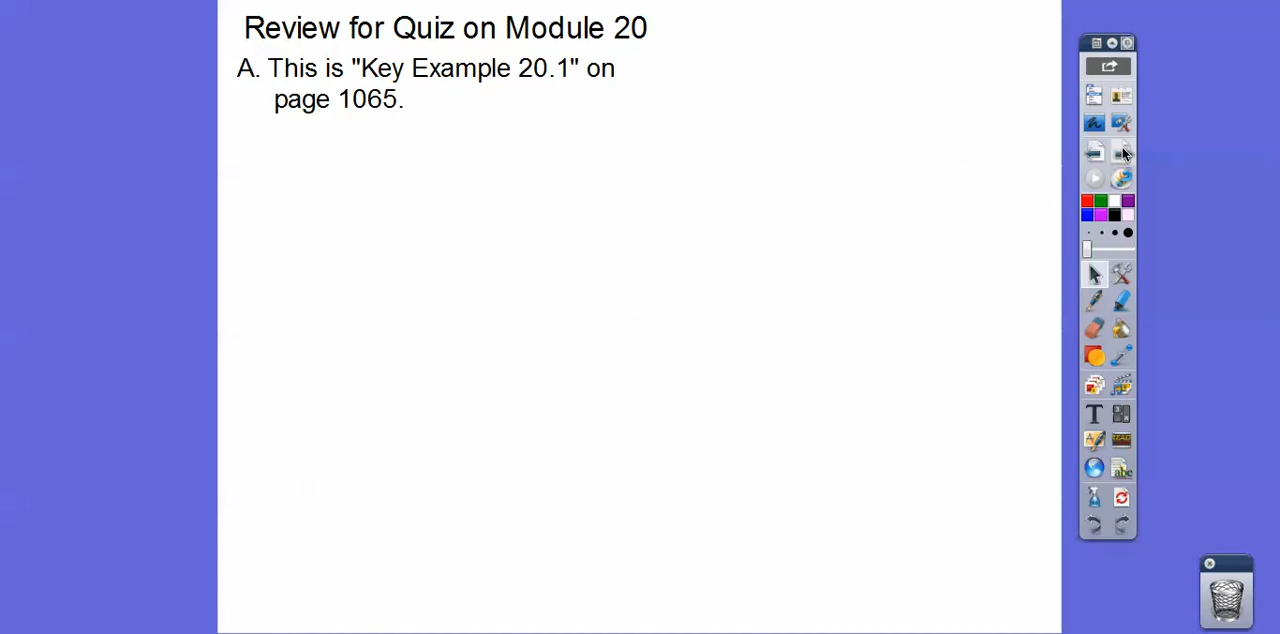 Review for Quiz on Module 20
A. This is "Key Example 20.1" on
page 1065.